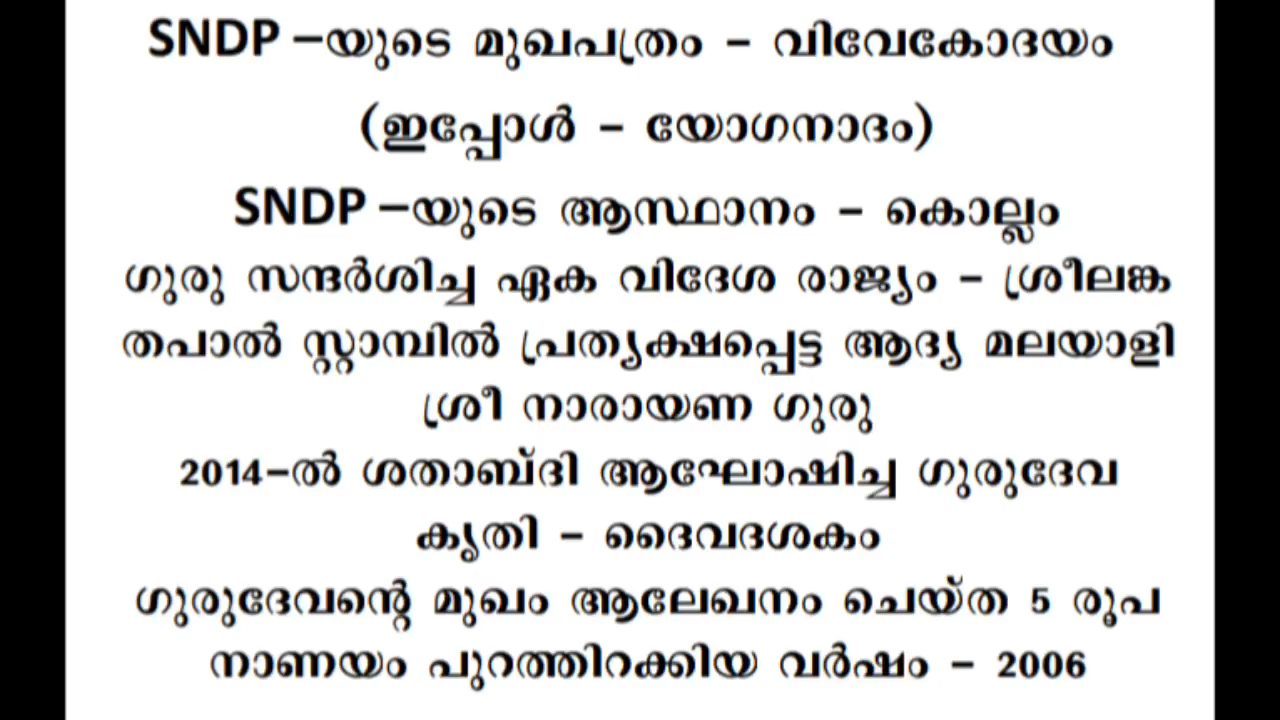 SNDP –യുടെ മുഖപത്രം – വിവേകോദയം
(ഇപ്പോൾ – യോഗനാദം)
SNDP –യുടെ ആസ്ഥാനം – കൊല്ലം
ഗുരു സന്ദർശിച്ച ഏക വിദേശ രാജ്യം – ശ്രീലങ്ക
തപാൽ സ്റ്റാമ്പിൽ പ്രത്യക്ഷപ്പെട്ട ആദ്യ മലയാളി
ശ്രീ നാരായണ ഗുരു
2014–ൽ ശതാബ്ദി ആഘോഷിച്ച ഗുരുദേവ
കൃതി – ദൈവദശകം
ഗുരുദേവന്റെ മുഖം ആലേഖനം ചെയ്ത 5 രൂപ
നാണയം പുറത്തിറക്കിയ വർഷം – 2006